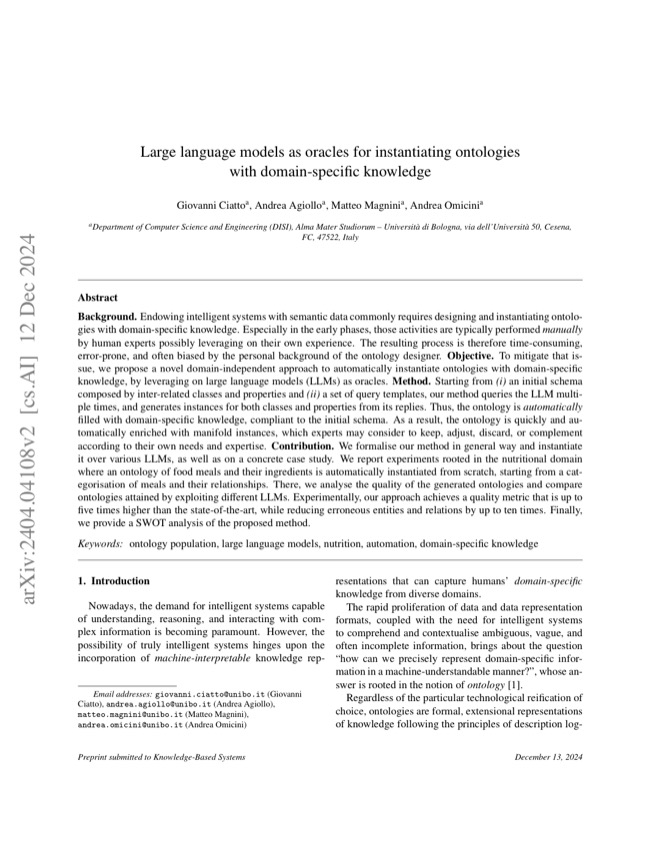 arXiv:2404.04108v2 [cs.AI] 12 Dec 2024
Large language models as oracles for instantiating ontologies
with domain-specific knowledge
Giovanni Ciattoa, Andrea Agiolloa, Matteo Magninia, Andrea Omicinia
aDepartment of Computer Science and Engineering (DISI), Alma Mater Studiorum – Università di Bologna, via dell'Università 50, Cesena,
FC, 47522, Italy
Abstract
Background. Endowing intelligent systems with semantic data commonly requires designing and instantiating ontolo-
gies with domain-specific knowledge. Especially in the early phases, those activities are typically performed manually
by human experts possibly leveraging on their own experience. The resulting process is therefore time-consuming,
error-prone, and often biased by the personal background of the ontology designer. Objective. To mitigate that is-
sue, we propose a novel domain-independent approach to automatically instantiate ontologies with domain-specific
knowledge, by leveraging on large language models (LLMs) as oracles. Method. Starting from (i) an initial schema
composed by inter-related classes and properties and (ii) a set of query templates, our method queries the LLM multi-
ple times, and generates instances for both classes and properties from its replies. Thus, the ontology is automatically
filled with domain-specific knowledge, compliant to the initial schema. As a result, the ontology is quickly and au-
tomatically enriched with manifold instances, which experts may consider to keep, adjust, discard, or complement
according to their own needs and expertise. Contribution. We formalise our method in general way and instantiate
it over various LLMs, as well as on a concrete case study. We report experiments rooted in the nutritional domain
where an ontology of food meals and their ingredients is automatically instantiated from scratch, starting from a cat-
egorisation of meals and their relationships. There, we analyse the quality of the generated ontologies and compare
ontologies attained by exploiting different LLMs. Experimentally, our approach achieves a quality metric that is up to
five times higher than the state-of-the-art, while reducing erroneous entities and relations by up to ten times. Finally,
we provide a SWOT analysis of the proposed method.
Keywords: ontology population, large language models, nutrition, automation, domain-specific knowledge
1. Introduction
Nowadays, the demand for intelligent systems capable
of understanding, reasoning, and interacting with com-
plex information is becoming paramount. However, the
possibility of truly intelligent systems hinges upon the
incorporation of machine-interpretable knowledge rep-
Email addresses: giovanni.ciatto@unibo.it (Giovanni
Ciatto), andrea.agiollo@unibo.it (Andrea Agiollo),
matteo.magnini@unibo.it (Matteo Magnini),
andrea.omicini@unibo.it (Andrea Omicini)
resentations that can capture humans' domain-specific
knowledge from diverse domains.
The rapid proliferation of data and data representation
formats, coupled with the need for intelligent systems
to comprehend and contextualise ambiguous, vague, and
often incomplete information, brings about the question
“how can we precisely represent domain-specific infor-
mation in a machine-understandable manner?”, whose an-
swer is rooted in the notion of ontology [1].
Regardless of the particular technological reification of
choice, ontologies are formal, extensional representations
of knowledge following the principles of description log-
Preprint submitted to Knowledge-Based Systems
December 13, 2024